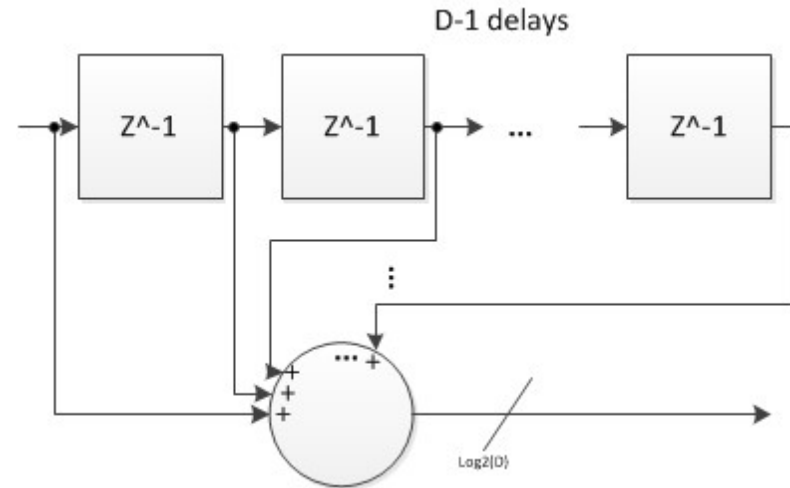 D-1 delays
Z^-1
Z^-1
...
Z^-1
...
... +
+
+
+
Log2(D)